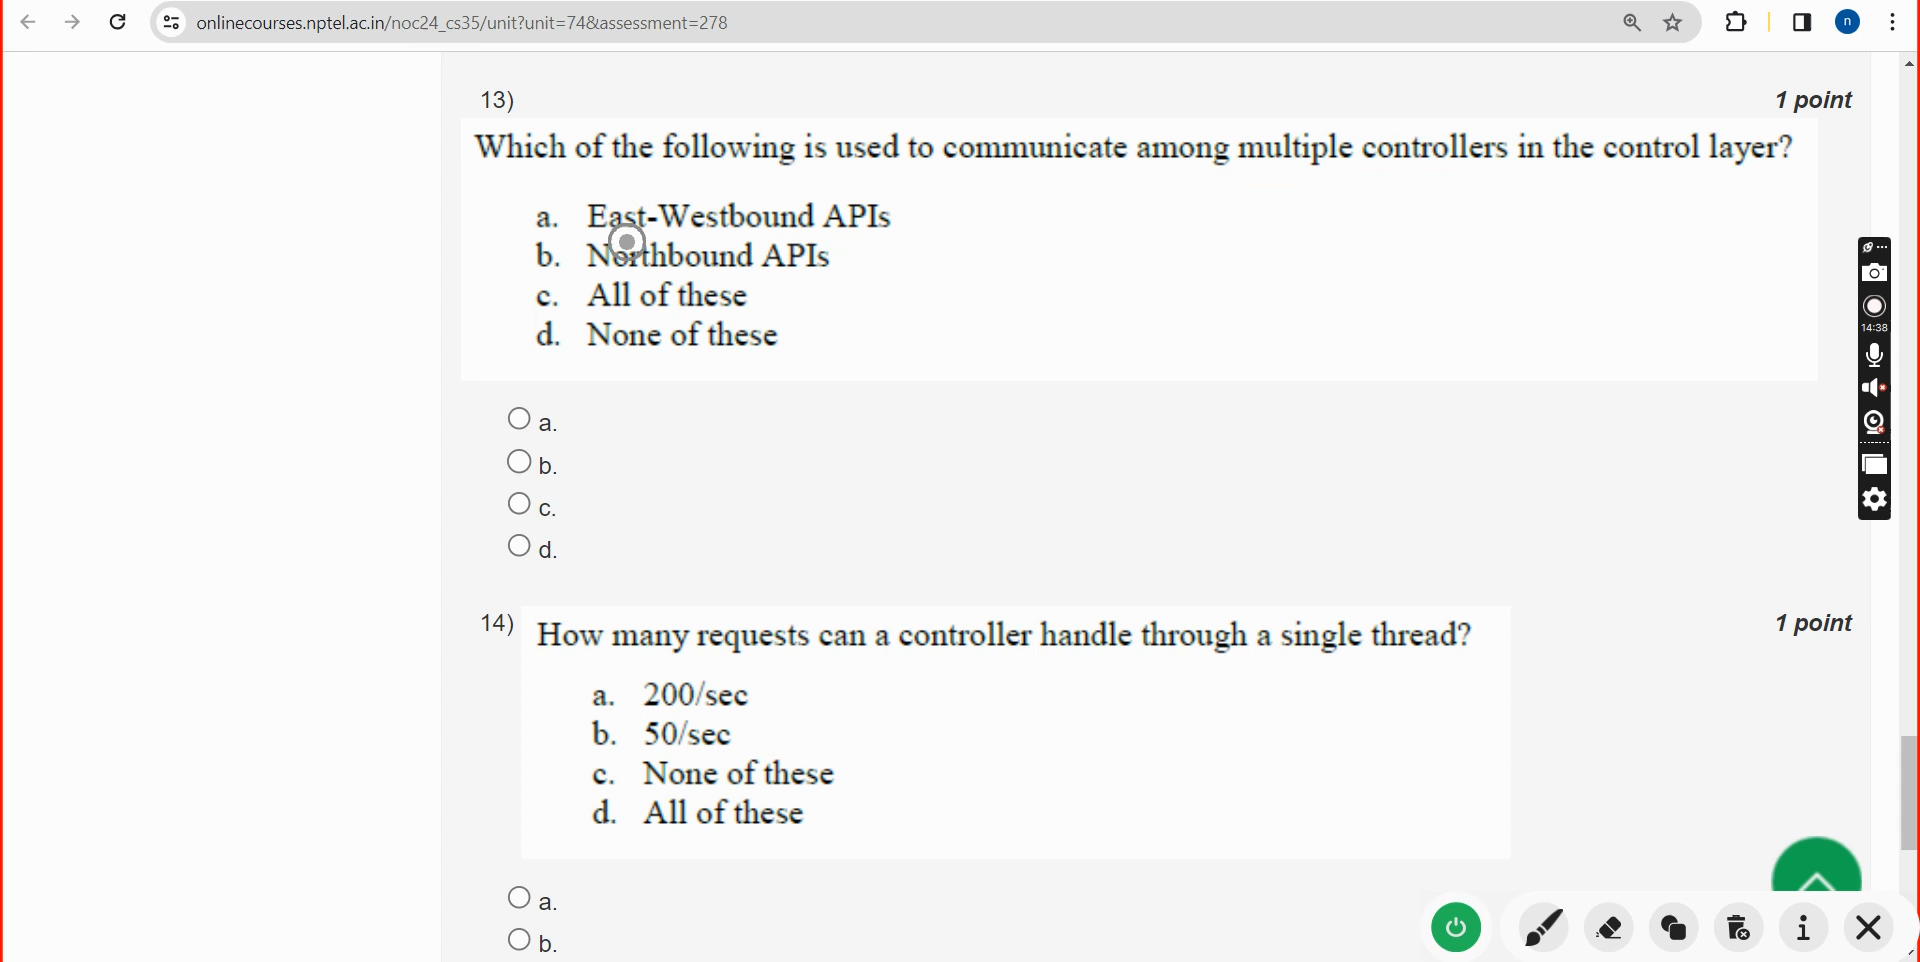 onlinecourses.nptel.ac.in/noc24_cs35/unit?unit=74&assessment=278
n
13)
1 point
Which of the following is used to communicate among multiple controllers in the control layer?
a. East-Westbound APIs
b. Northbound APIs
c. All of these
d. None of these
14:38
a.
b.
c.
d.
14)
1 point
How many requests can a controller handle through a single thread?
a. 200/sec
b. 50/sec
c. None of these
d. All of these
a.
b.